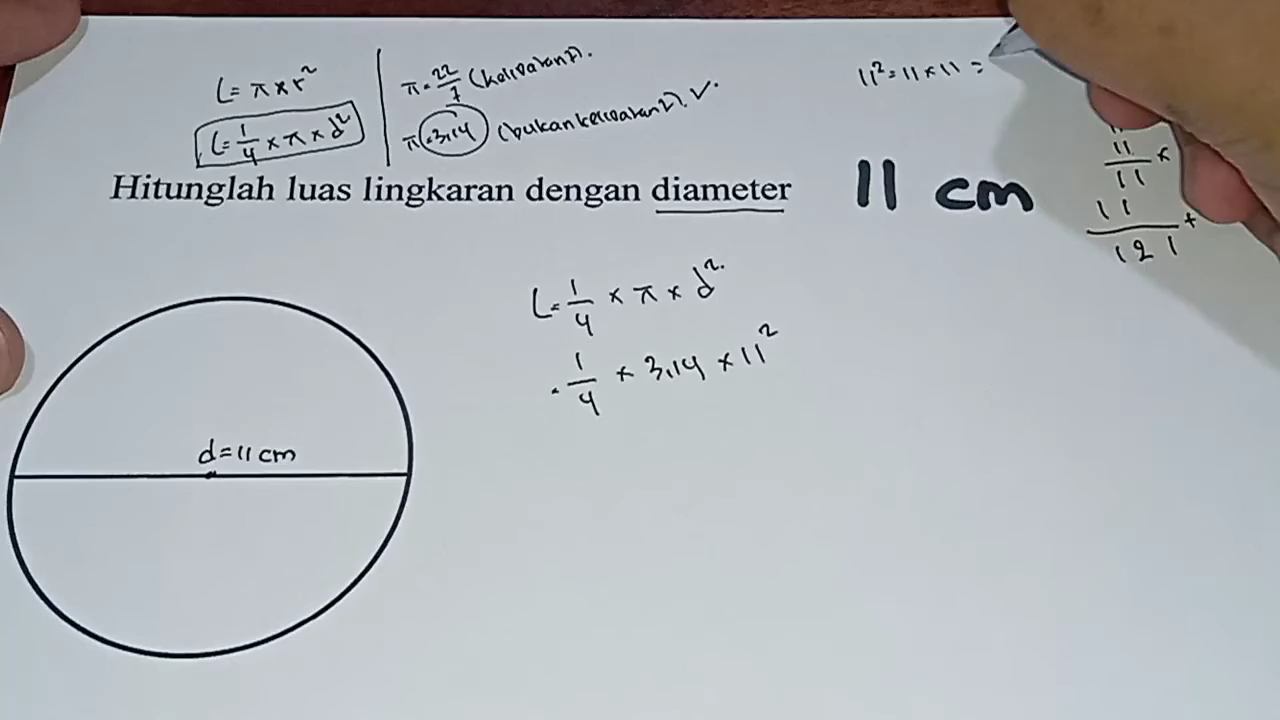 L = π × r²
L = 1/4 × π × d²
π = 22/7 (kelipatan 7).
π = 3,14 (bukan kelipatan 7). ✓
11² = 11 × 11 =
11
11 ×
11
11 +
121
Hitunglah luas lingkaran dengan diameter 11 cm
d = 11 cm
L = 1/4 × π × d².
= 1/4 × 3,14 × 11²